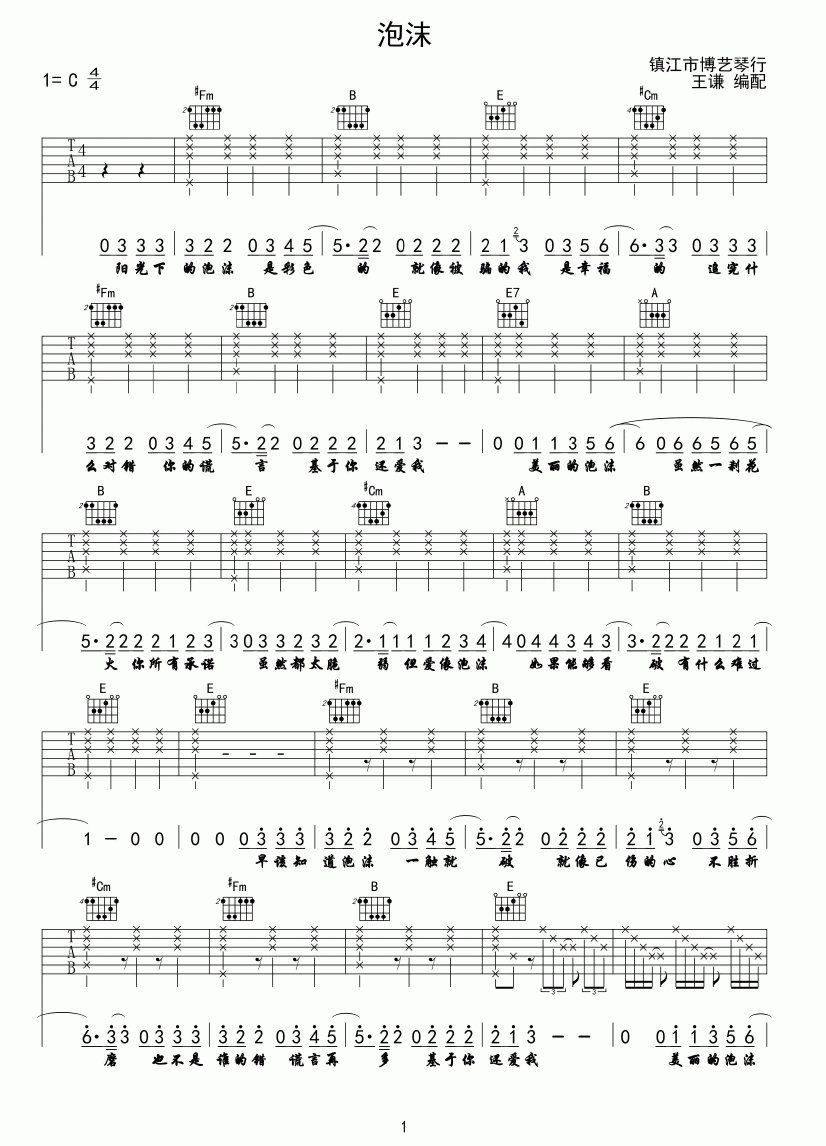 泡沫
镇江市博艺琴行
1= C 4/4
王谦 编配
#Fm B E #Cm
T 4
A 4
B
0 3 3 3 | 3 2 2 0 3 4 5 | 5· 2 2 0 2 2 2 | 2 1 2 3 0 3 5 6 | 6· 3 3 0 3 3 3
阳光下 的泡沫 是彩色 的 就像被 骗的我 是幸福 的 追究什
#Fm B E E7 A
T
A
B
3 2 2 0 3 4 5 | 5· 2 2 0 2 2 2 | 2 1 3 - - | 0 0 1 1 3 5 6 | 6 0 6 6 5 6 5
么对错 你的谎 言 基于你 还爱我 美丽的泡沫 虽然一刹花
B E #Cm A B
T
A
B
5· 2 2 2 2 1 2 3 | 3 0 3 3 2 3 2 | 2· 1 1 1 1 2 3 4 | 4 0 4 4 3 4 3 | 3· 2 2 2 2 1 2 1
火 你所有承诺 虽然都太脆 弱 但爱像泡沫 如果能够看 破 有什么难过
E E #Fm B E
T
A
B
1 - 0 0 | 0 0 0 3 3 3 | 3 2 2 0 3 4 5 | 5· 2 2 0 2 2 2 | 2 1 2 3 0 3 5 6
早该知 道泡沫 一触就 破 就像已 伤的心 不胜折
#Cm #Fm B E
T
A
B
6· 3 3 0 3 3 3 | 3 2 2 0 3 4 5 | 5· 2 2 0 2 2 2 | 2 1 3 - - | 0 0 1 1 3 5 6
磨 也不是 谁的错 谎言再 多 基于你 还爱我 美丽的泡沫
1